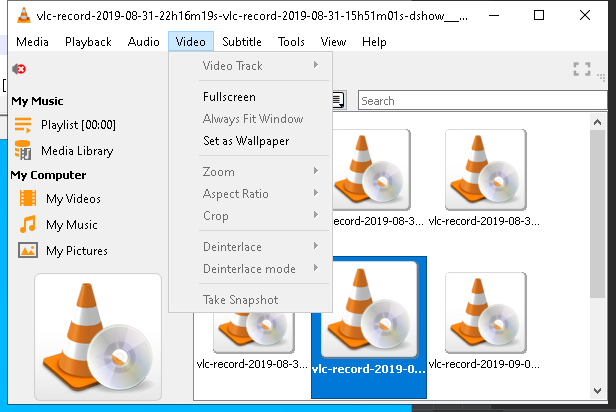 vlc-record-2019-08-31-22h16m19s-vlc-record-2019-08-31-15h51m01s-dshow__...
Media Playback Audio Video Subtitle Tools View Help
Video Track
My Music
Fullscreen
Search
Playlist [00:00]
Always Fit Window
Media Library
Set as Wallpaper
My Computer
Zoom
My Videos
Aspect Ratio
My Music
Crop
record-2019-08-3... vlc-record-2019-08-3...
My Pictures
Deinterlace
Deinterlace mode
Take Snapshot
vlc-record-2019-08-3... vlc-record-2019-0... vlc-record-2019-09-0...